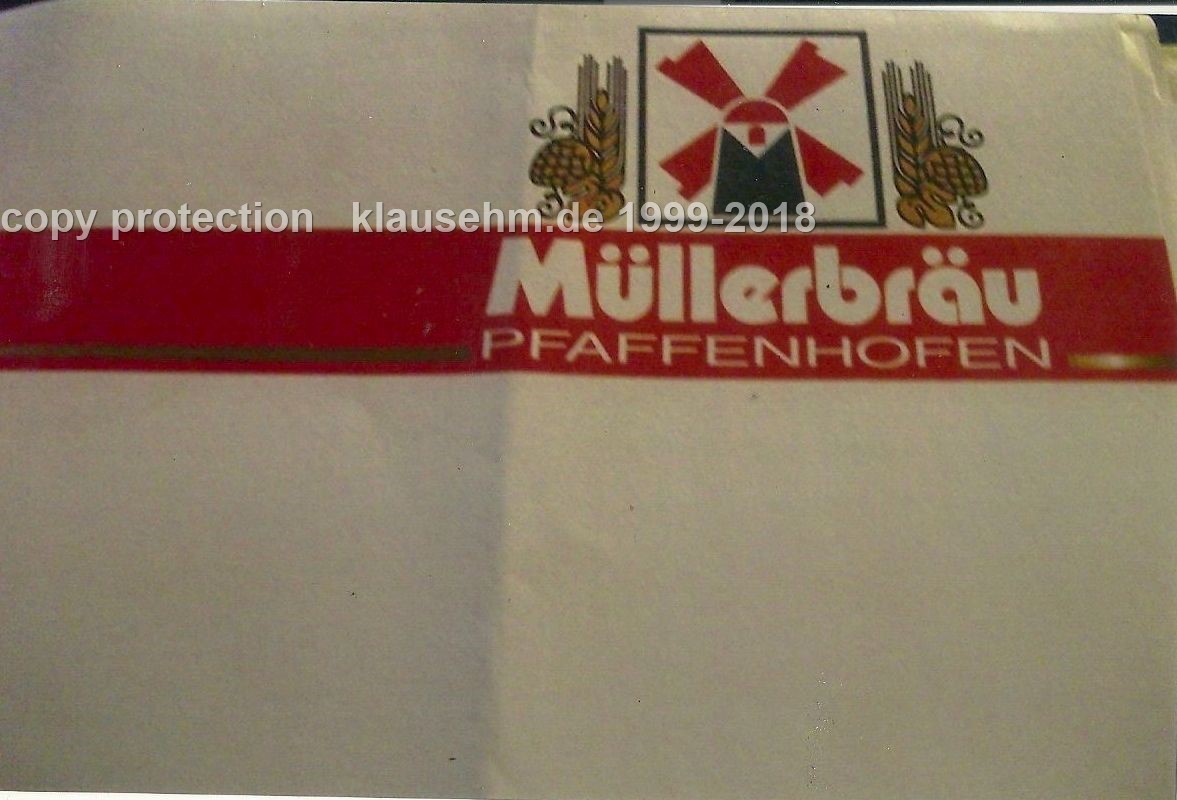 copy protection klausehm.de 1999-2018
Müllerbräu
PFAFFENHOFEN